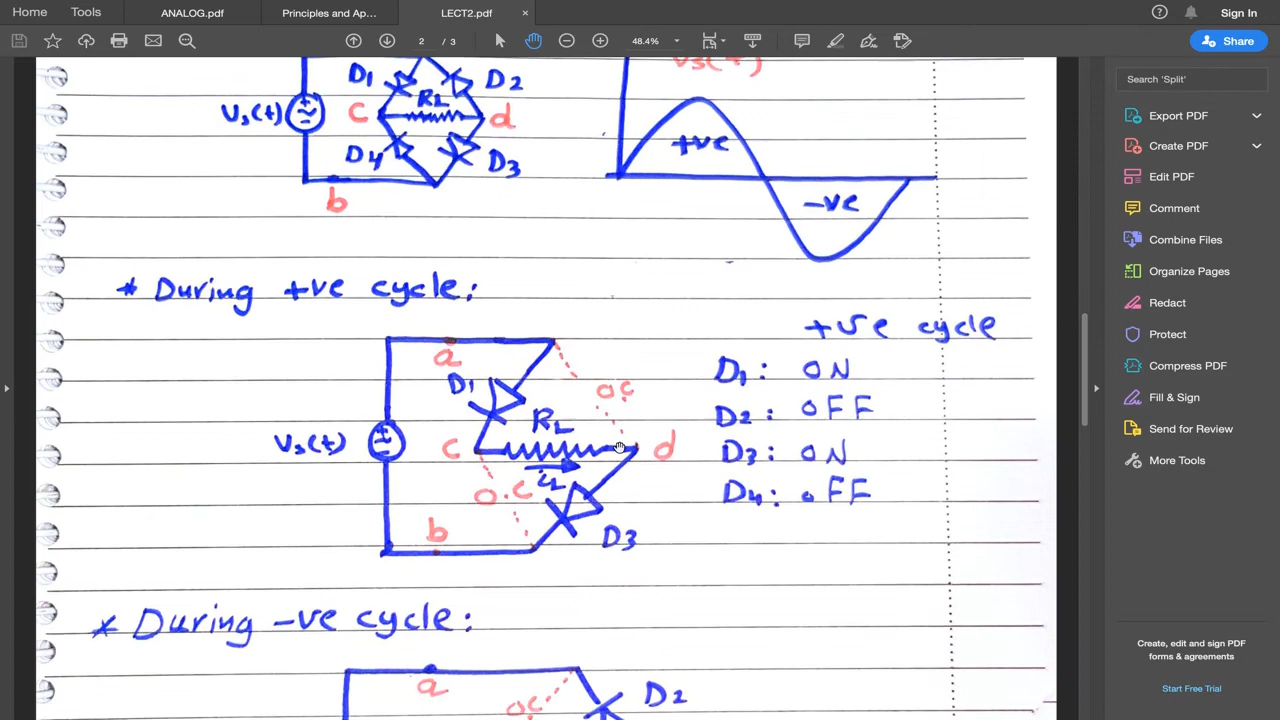 Home
Tools
ANALOG.pdf
Principles and Ap...
LECT2.pdf
×
Sign In
2 / 3
48.4%
Share
Vs(t)
D1
D2
RL
Vs(t)
c
d
D4
D3
b
+ve
-ve
* During +ve cycle:
+ve cycle
D1: ON
D2: OFF
D3: ON
D4: OFF
a
D1
o.c
RL
Vs(t)
c
d
iL
o.c
b
D3
* During -ve cycle:
a
D2
o.c
Search 'Split'
Export PDF
Create PDF
Edit PDF
Comment
Combine Files
Organize Pages
Redact
Protect
Compress PDF
Fill & Sign
Send for Review
More Tools
Create, edit and sign PDF
forms & agreements
Start Free Trial